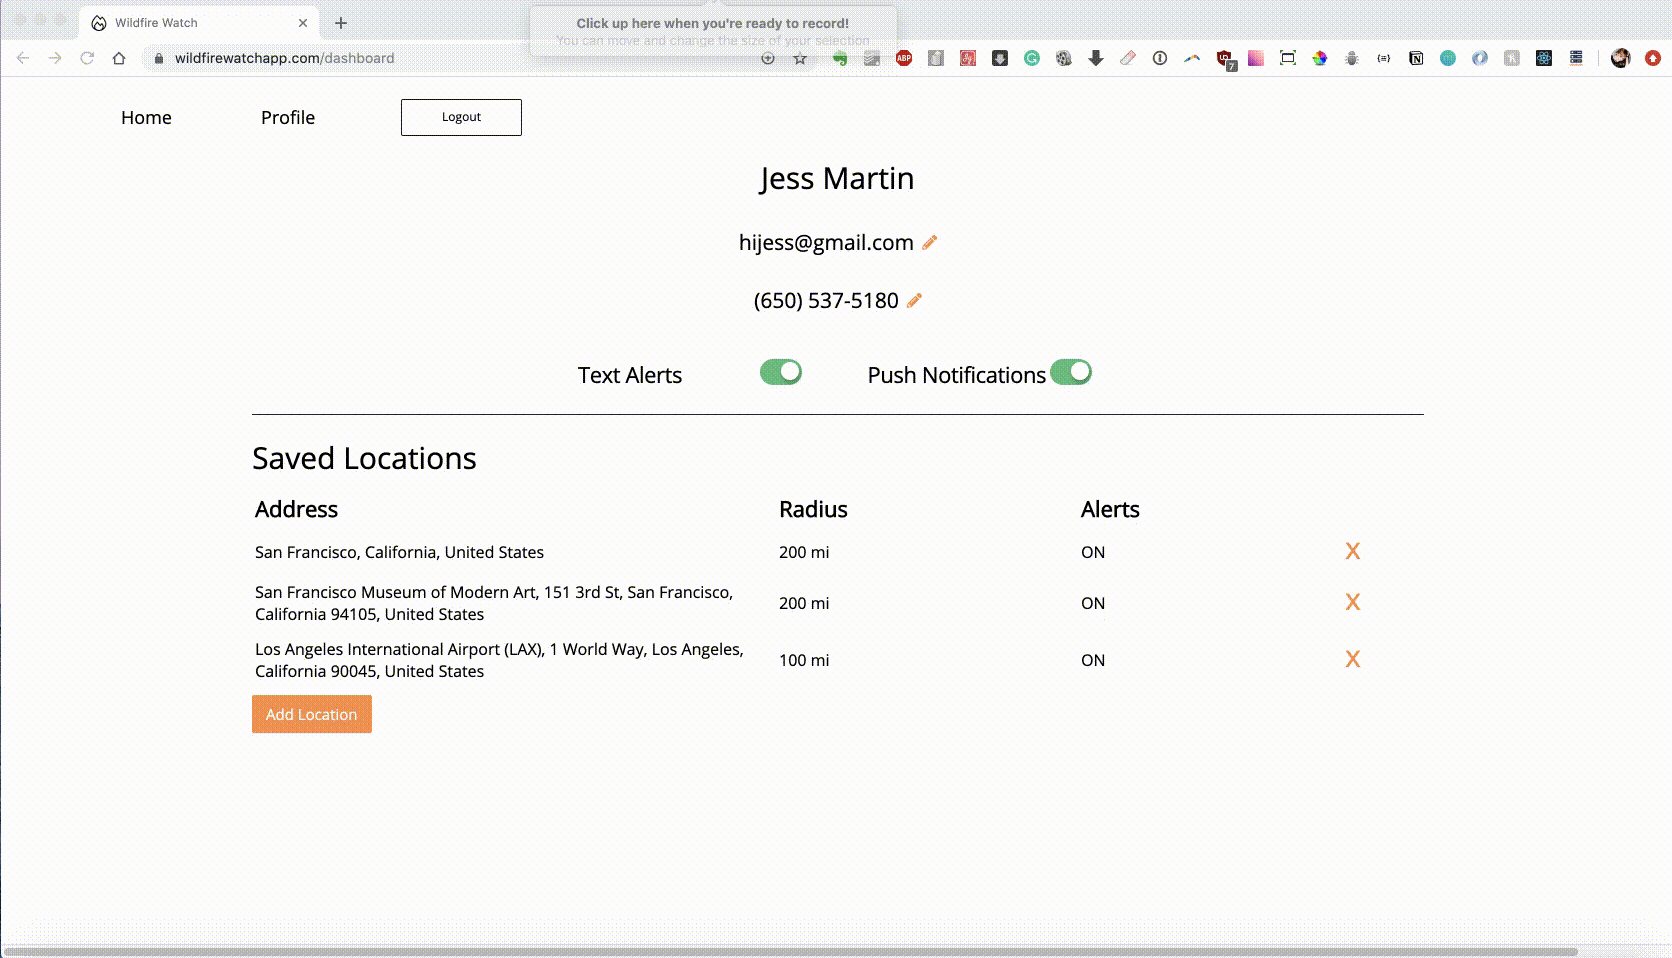 Wildfire Watch
Click up here when you're ready to record!
You can move and change the size of your selection
wildfirewatchapp.com/dashboard
ABP
7
Home
Profile
Logout
Jess Martin
hijess@gmail.com
(650) 537-5180
Text Alerts
Push Notifications
Saved Locations
Address Radius Alerts
San Francisco, California, United States 200 mi ON X
San Francisco Museum of Modern Art, 151 3rd St, San Francisco,
California 94105, United States
200 mi ON X
Los Angeles International Airport (LAX), 1 World Way, Los Angeles,
California 90045, United States
100 mi ON X
Add Location